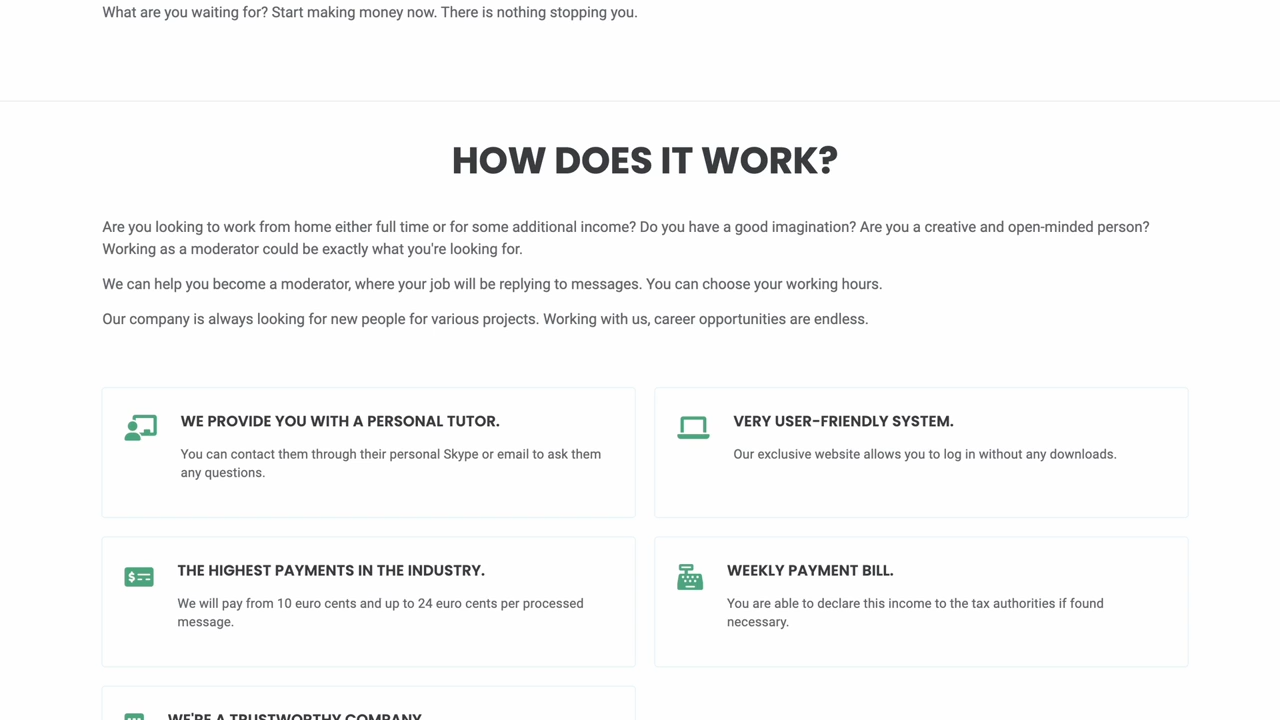 What are you waiting for? Start making money now. There is nothing stopping you.
HOW DOES IT WORK?
Are you looking to work from home either full time or for some additional income? Do you have a good imagination? Are you a creative and open-minded person?
Working as a moderator could be exactly what you're looking for.
We can help you become a moderator, where your job will be replying to messages. You can choose your working hours.
Our company is always looking for new people for various projects. Working with us, career opportunities are endless.
WE PROVIDE YOU WITH A PERSONAL TUTOR.
You can contact them through their personal Skype or email to ask them
any questions.
VERY USER-FRIENDLY SYSTEM.
Our exclusive website allows you to log in without any downloads.
THE HIGHEST PAYMENTS IN THE INDUSTRY.
We will pay from 10 euro cents and up to 24 euro cents per processed
message.
WEEKLY PAYMENT BILL.
You are able to declare this income to the tax authorities if found
necessary.
WE'RE A TRUSTWORTHY COMPANY